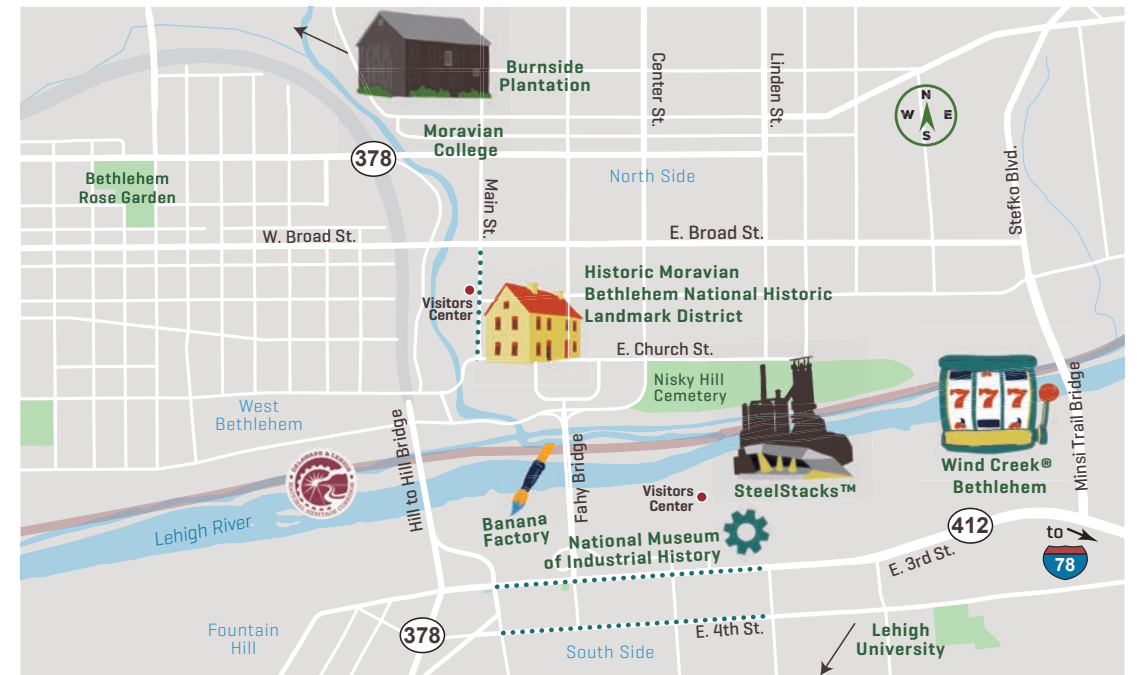 Burnside
Plantation
Center St.
Linden St.
N
W E
S
Moravian
College
378
Bethlehem
Rose Garden
North Side
Main St.
Stefko Blvd.
W. Broad St.
E. Broad St.
Historic Moravian
Bethlehem National Historic
Landmark District
Visitors
Center
E. Church St.
Nisky Hill
Cemetery
777
Minsi Trail Bridge
West
Bethlehem
Hill to Hill Bridge
Fahy Bridge
DELAWARE & LEHIGH
Wind Creek®
Bethlehem
SteelStacks™
Visitors
Center
Lehigh River
Banana
Factory
National Museum
of Industrial History
412
to
78
E. 3rd St.
Fountain
Hill
378
E. 4th St.
South Side
Lehigh
University